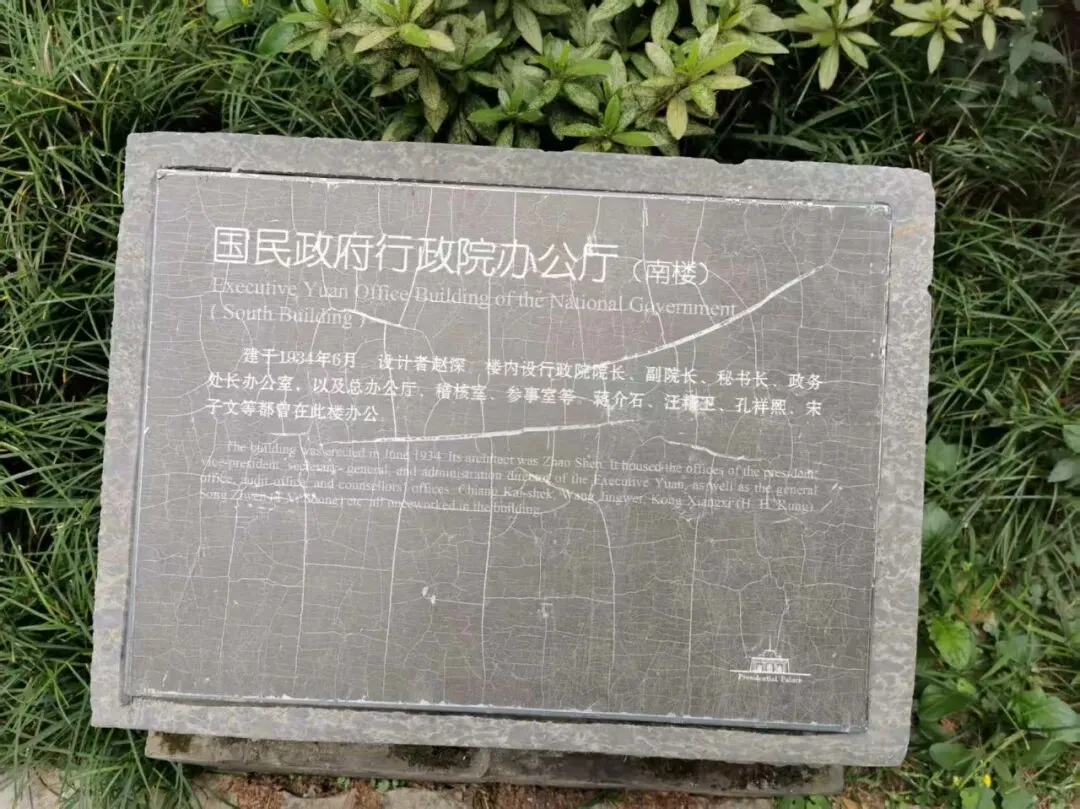 国民政府行政院办公厅（南楼）
Executive Yuan Office Building of the National Government
( South Building )
建于1934年6月 设计者赵深 楼内设行政院院长、副院长、秘书长、政务
处长办公室，以及总办公厅、稽核室、参事室等。蒋介石、汪精卫、孔祥熙、宋
子文等都曾在此楼办公
The building was erected in June 1934. Its architect was Zhao Shen. It housed the offices of the president,
vice-president, secretary- general, and administration director of the Executive Yuan, as well as the general
office, audit office, and counsellors' offices. Chiang Kai-shek, Wang Jingwei, Kong Xiangxi (H. H. Kung),
Song Ziwen (T. V. Soone) etc all once worked in the building.
Presidential Palace